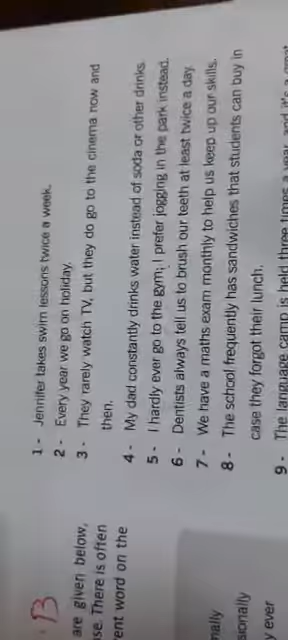 B
are given below,
se. There is often
ent word on the
nally
sionally
y ever
1 - Jennifer takes swim lessons twice a week.
2 - Every year we go on holiday.
3 - They rarely watch TV, but they do go to the cinema now and
then.
4 - My dad constantly drinks water instead of soda or other drinks.
5 - I hardly ever go to the gym; I prefer jogging in the park instead.
6 - Dentists always tell us to brush our teeth at least twice a day.
7 - We have a maths exam monthly to help us keep up our skills.
8 - The school frequently has sandwiches that students can buy in
case they forgot their lunch.
9 - The language camp is held three times a year, and it's a great